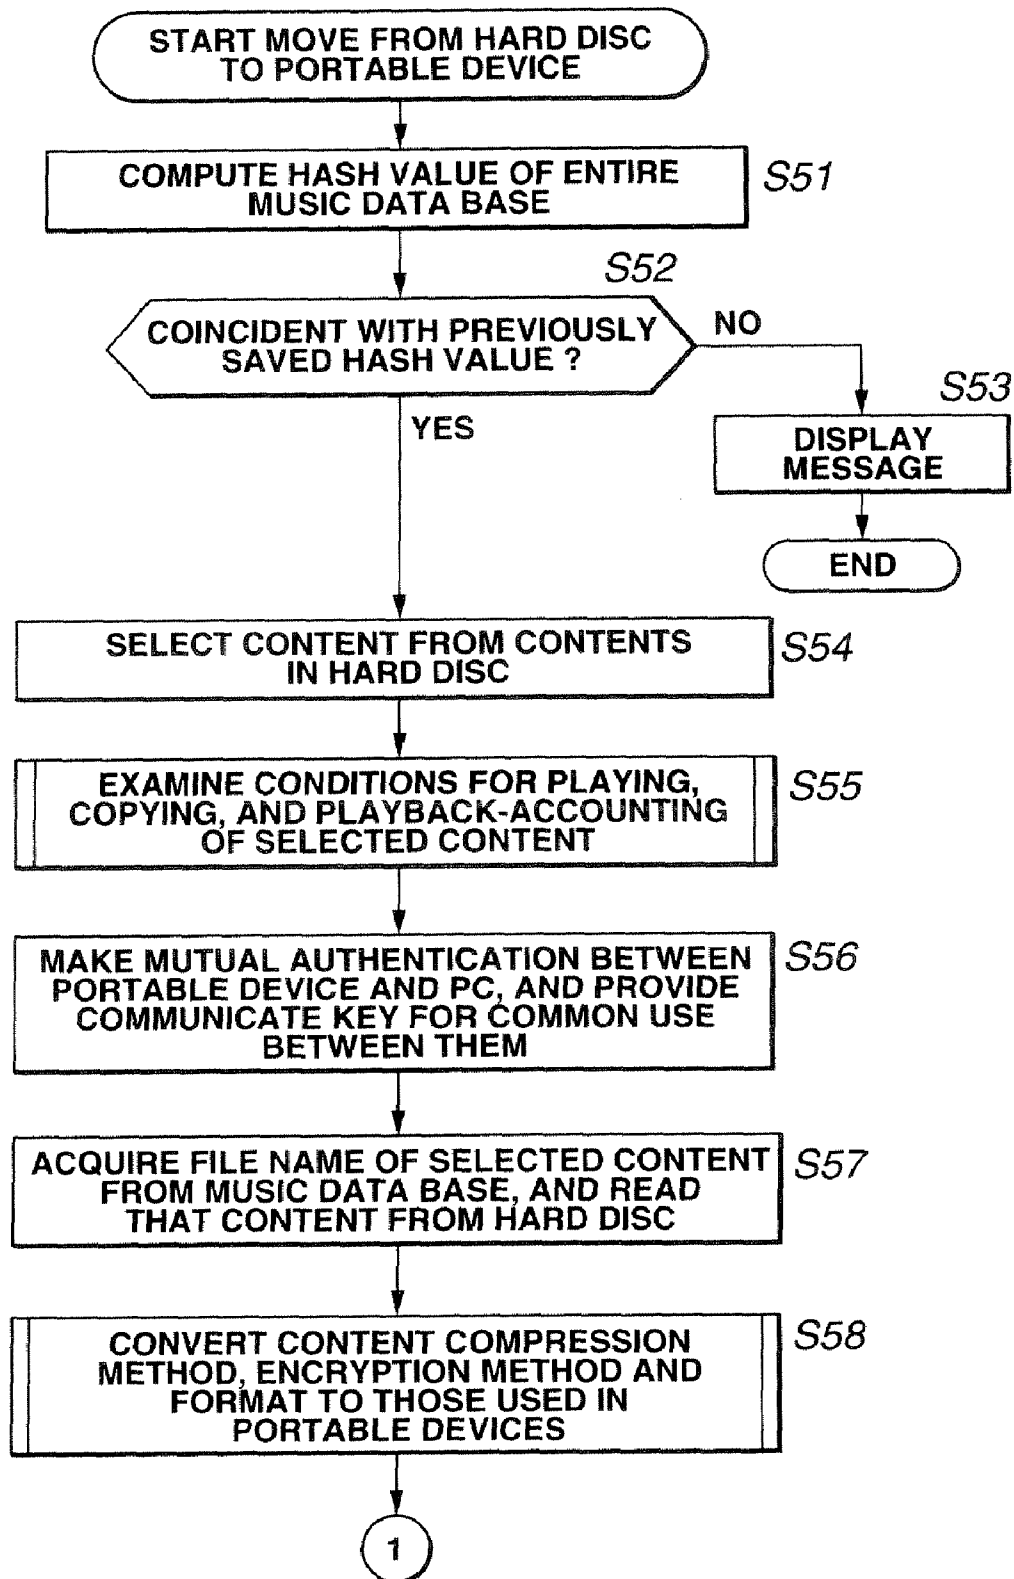 START MOVE FROM HARD DISC
TO PORTABLE DEVICE
COMPUTE HASH VALUE OF ENTIRE
MUSIC DATA BASE
S51
S52
COINCIDENT WITH PREVIOUSLY
SAVED HASH VALUE ?
NO
YES
S53
DISPLAY
MESSAGE
END
SELECT CONTENT FROM CONTENTS
IN HARD DISC
S54
EXAMINE CONDITIONS FOR PLAYING,
COPYING, AND PLAYBACK-ACCOUNTING
OF SELECTED CONTENT
S55
MAKE MUTUAL AUTHENTICATION BETWEEN
PORTABLE DEVICE AND PC, AND PROVIDE
COMMUNICATE KEY FOR COMMON USE
BETWEEN THEM
S56
ACQUIRE FILE NAME OF SELECTED CONTENT
FROM MUSIC DATA BASE, AND READ
THAT CONTENT FROM HARD DISC
S57
CONVERT CONTENT COMPRESSION
METHOD, ENCRYPTION METHOD AND
FORMAT TO THOSE USED IN
PORTABLE DEVICES
S58
1